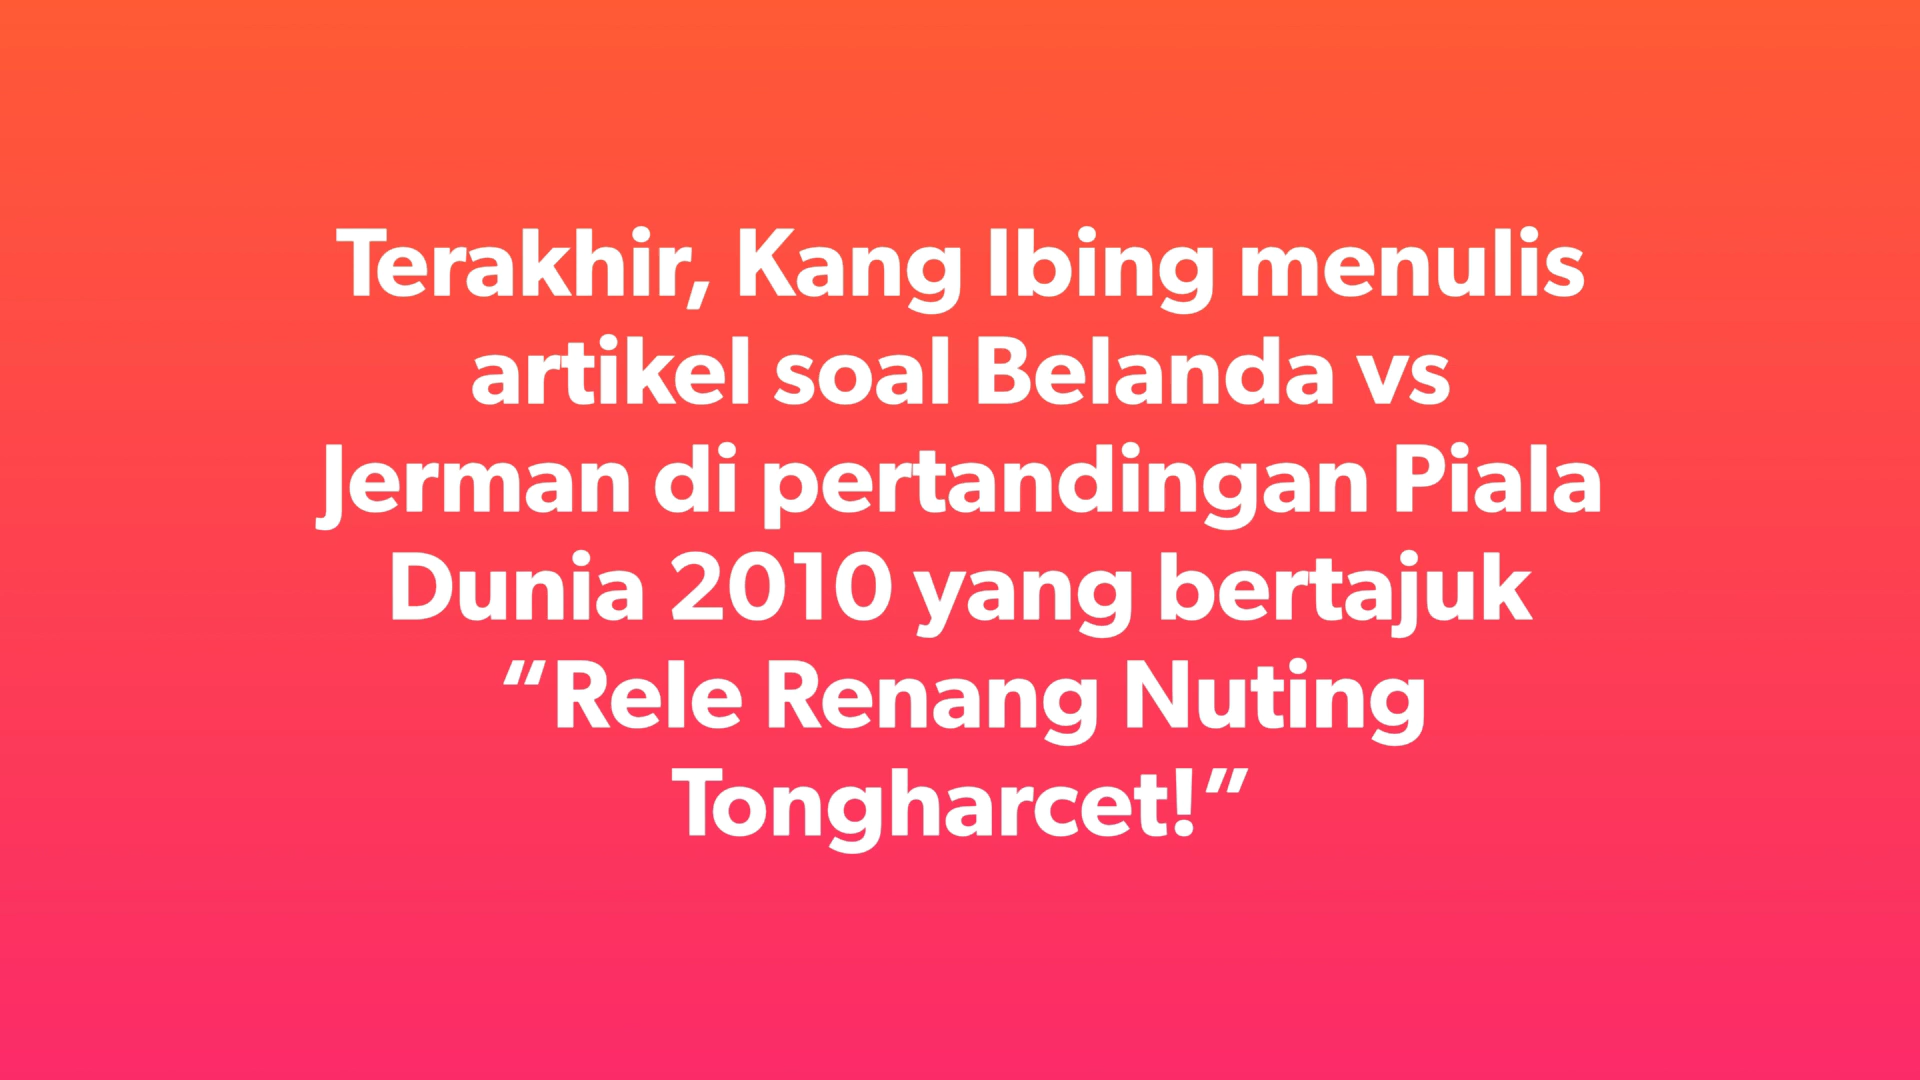 Terakhir, Kang Ibing menulis
artikel soal Belanda vs
Jerman di pertandingan Piala
Dunia 2010 yang bertajuk
“Rele Renang Nuting
Tongharcet!”